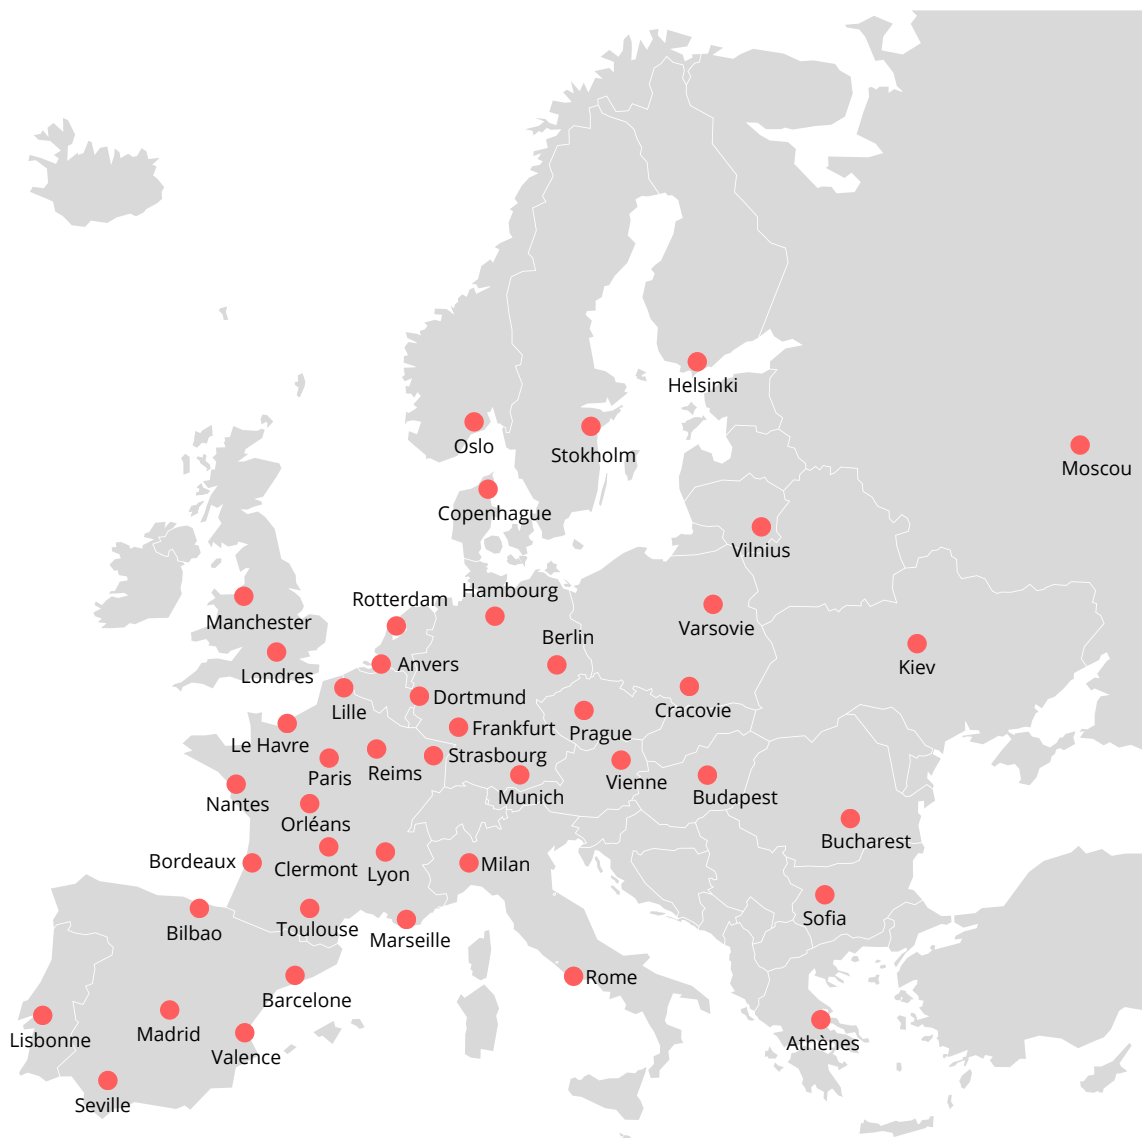 Helsinki
Oslo
Stokholm
Moscou
Copenhague
Vilnius
Hambourg
Rotterdam
Manchester
Varsovie
Berlin
Anvers
Kiev
Londres
Dortmund
Lille
Cracovie
Frankfurt
Prague
Le Havre
Strasbourg
Reims
Paris
Vienne
Munich
Budapest
Nantes
Orléans
Bucharest
Bordeaux
Milan
Clermont
Lyon
Sofia
Toulouse
Bilbao
Marseille
Rome
Barcelone
Madrid
Lisbonne
Athènes
Valence
Seville